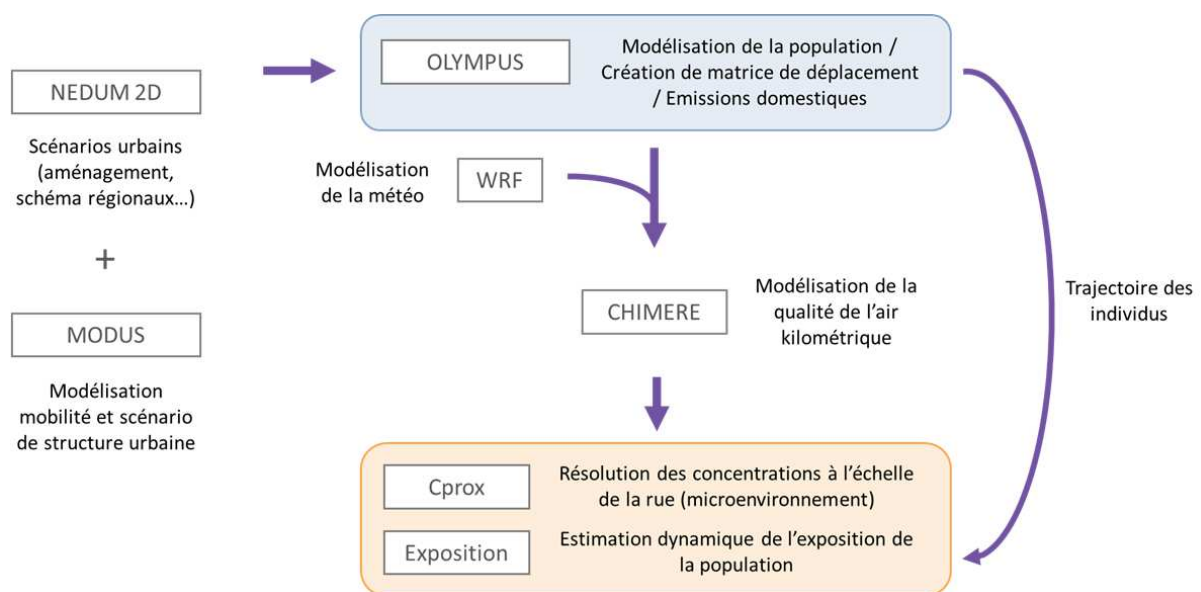 NEDUM 2D
Scénarios urbains
(aménagement,
schéma régionaux…)
+
MODUS
Modélisation
mobilité et scénario
de structure urbaine
OLYMPUS
Modélisation de la population /
Création de matrice de déplacement
/ Emissions domestiques
Modélisation
de la météo
WRF
CHIMERE
Modélisation de la
qualité de l’air
kilométrique
Trajectoire des
individus
Cprox
Résolution des concentrations à l’échelle
de la rue (microenvironnement)
Exposition
Estimation dynamique de l’exposition de
la population